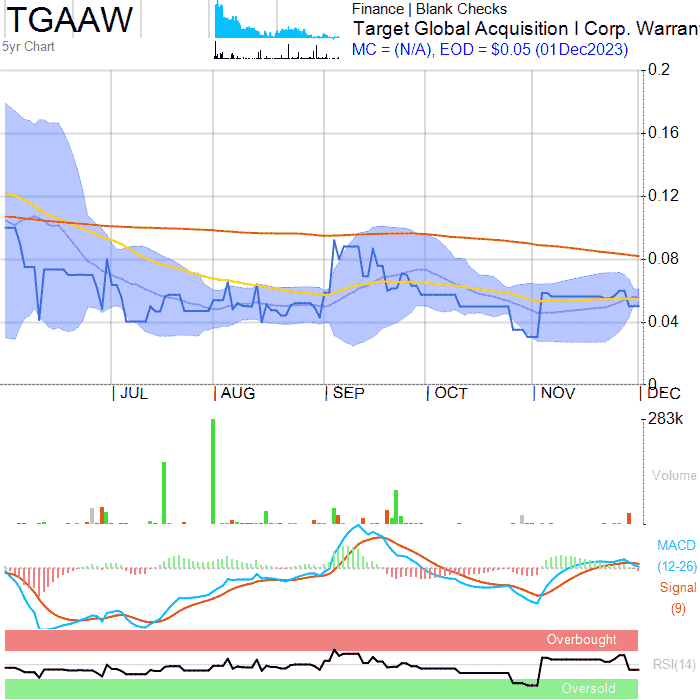 TGAAW
5yr Chart
Finance | Blank Checks
Target Global Acquisition I Corp. Warran
MC = (N/A), EOD = $0.05 (01Dec2023)
0.2
0.16
0.12
0.08
0.04
0
| JUL | AUG | SEP | OCT | NOV | DEC
283k
Volume
MACD
(12-26)
Signal
(9)
Overbought
RSI(14)
Oversold